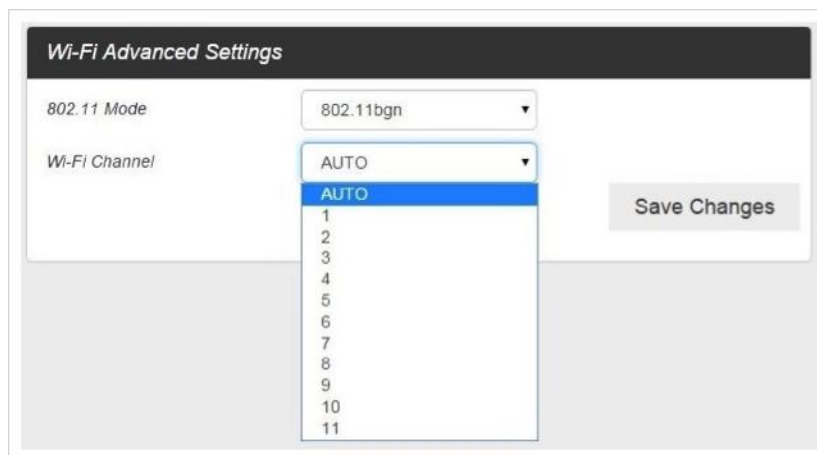 Wi-Fi Advanced Settings
802.11 Mode
802.11bgn
Wi-Fi Channel
AUTO
AUTO
1
2
3
4
5
6
7
8
9
10
11
Save Changes